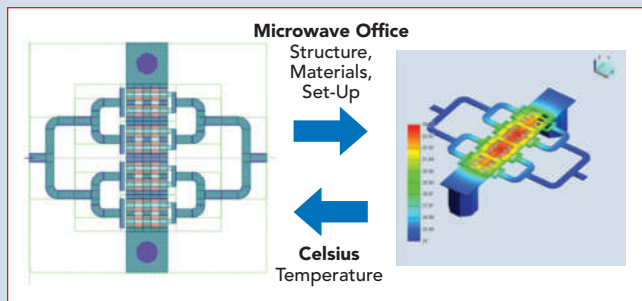 Microwave Office
Structure,
Materials,
Set-Up
Celsius
Temperature